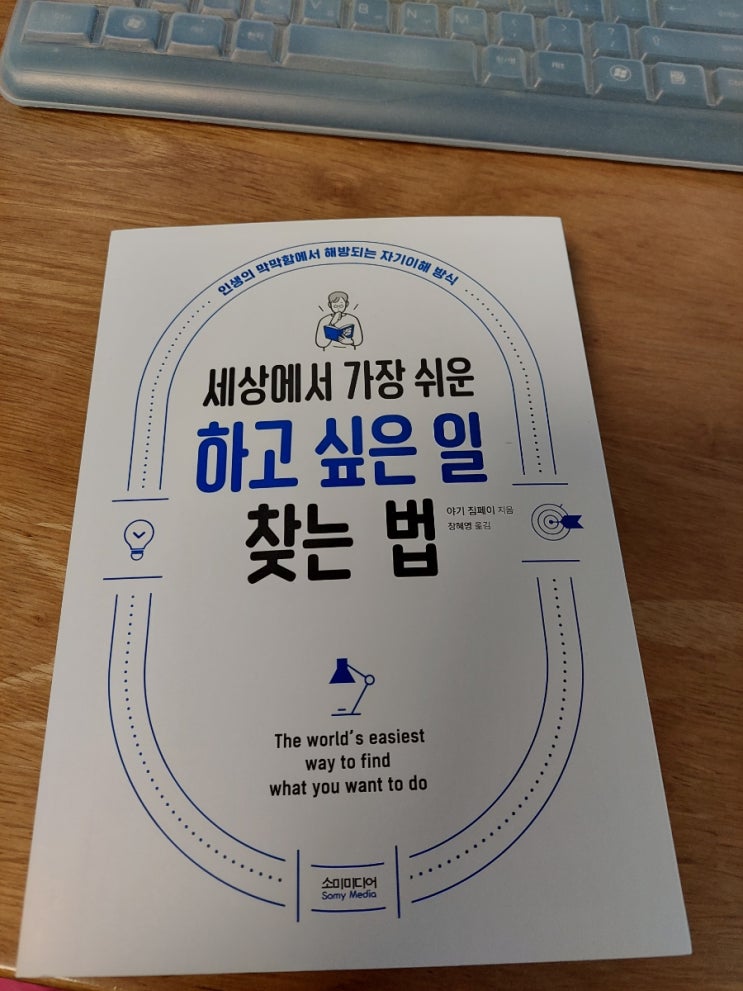 인생의 막막함에서 해방되는 자기이해 방식
세상에서 가장 쉬운
하고 싶은 일
찾는 법
야기 짐페이 지음
장혜영 옮김
The world's easiest
way to find
what you want to do
소미미디어
Somy Media